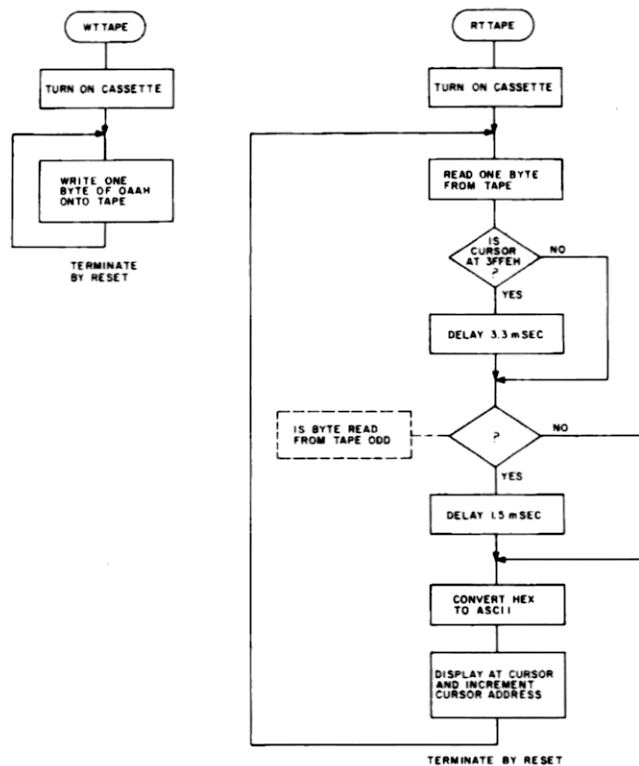 WTTAPE
TURN ON CASSETTE
WRITE ONE
BYTE OF OAAH
ONTO TAPE
TERMINATE
BY RESET
RTTAPE
TURN ON CASSETTE
READ ONE BYTE
FROM TAPE
IS
CURSOR
AT 3FFEH
?
NO
YES
DELAY 3.3 mSEC
IS BYTE READ
FROM TAPE ODD
?
NO
YES
DELAY 1.5 mSEC
CONVERT HEX
TO ASCII
DISPLAY AT CURSOR
AND INCREMENT
CURSOR ADDRESS
TERMINATE BY RESET